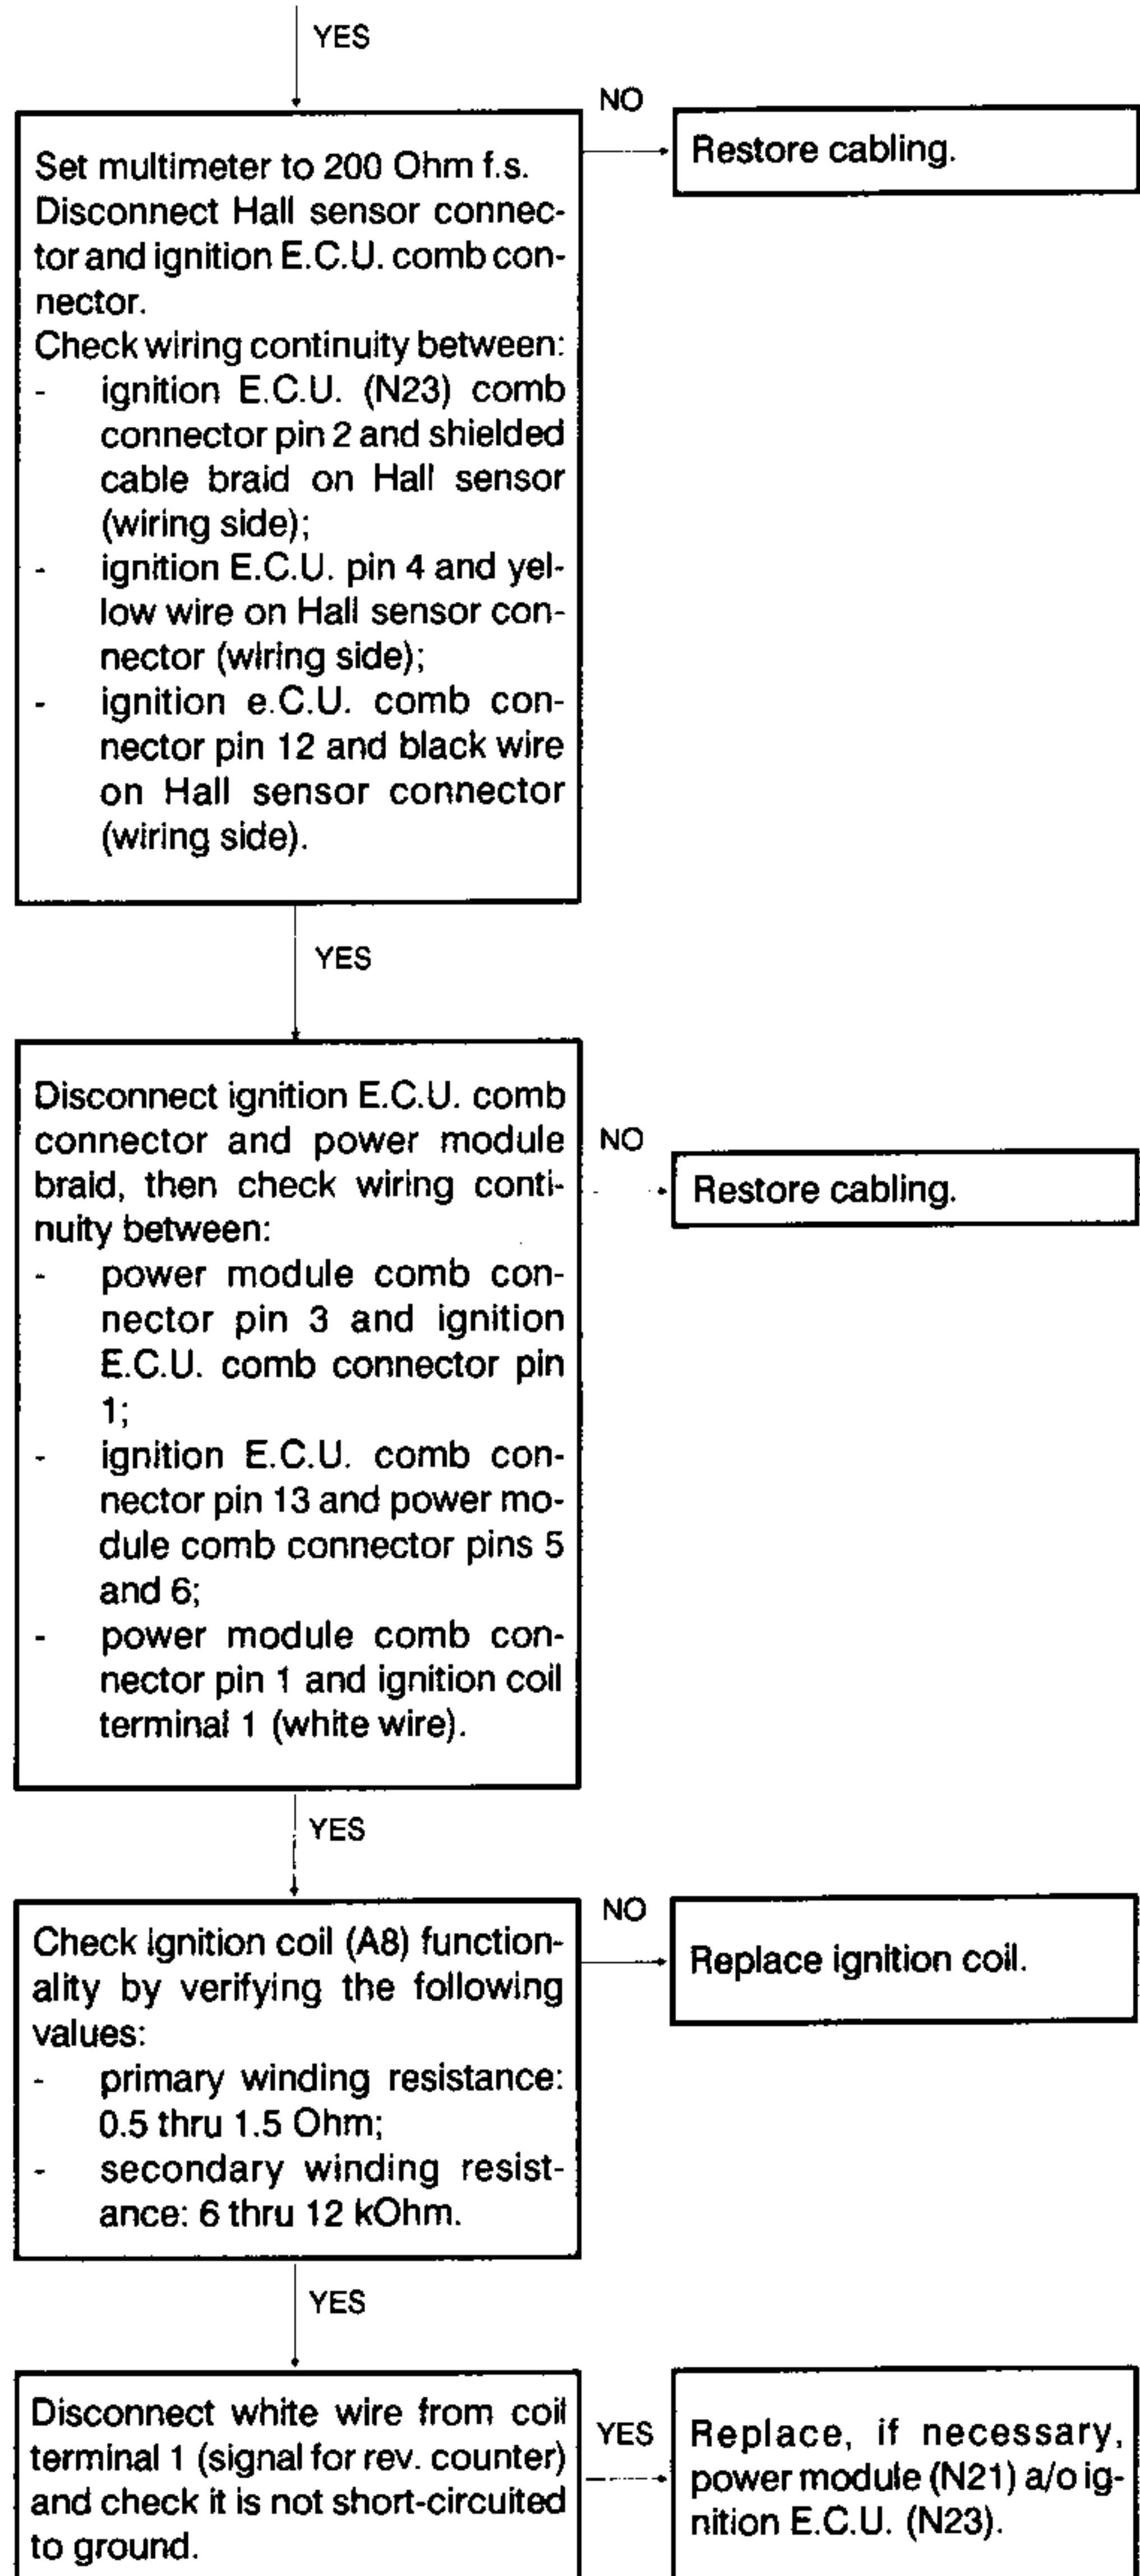 YES
NO
Set multimeter to 200 Ohm f.s.
Disconnect Hall sensor connec-
tor and ignition E.C.U. comb con-
nector.
Check wiring continuity between:
- ignition E.C.U. (N23) comb
connector pin 2 and shielded
cable braid on Hall sensor
(wiring side);
- ignition E.C.U. pin 4 and yel-
low wire on Hall sensor con-
nector (wiring side);
- ignition e.C.U. comb con-
nector pin 12 and black wire
on Hall sensor connector
(wiring side).
Restore cabling.
YES
Disconnect ignition E.C.U. comb
connector and power module
braid, then check wiring conti-
nuity between:
- power module comb con-
nector pin 3 and ignition
E.C.U. comb connector pin
1;
- ignition E.C.U. comb con-
nector pin 13 and power mo-
dule comb connector pins 5
and 6;
- power module comb con-
nector pin 1 and ignition coil
terminal 1 (white wire).
NO
Restore cabling.
YES
Check ignition coil (A8) function-
ality by verifying the following
values:
- primary winding resistance:
0.5 thru 1.5 Ohm;
- secondary winding resist-
ance: 6 thru 12 kOhm.
NO
Replace ignition coil.
YES
Disconnect white wire from coil
terminal 1 (signal for rev. counter)
and check it is not short-circuited
to ground.
YES
Replace, if necessary,
power module (N21) a/o ig-
nition E.C.U. (N23).